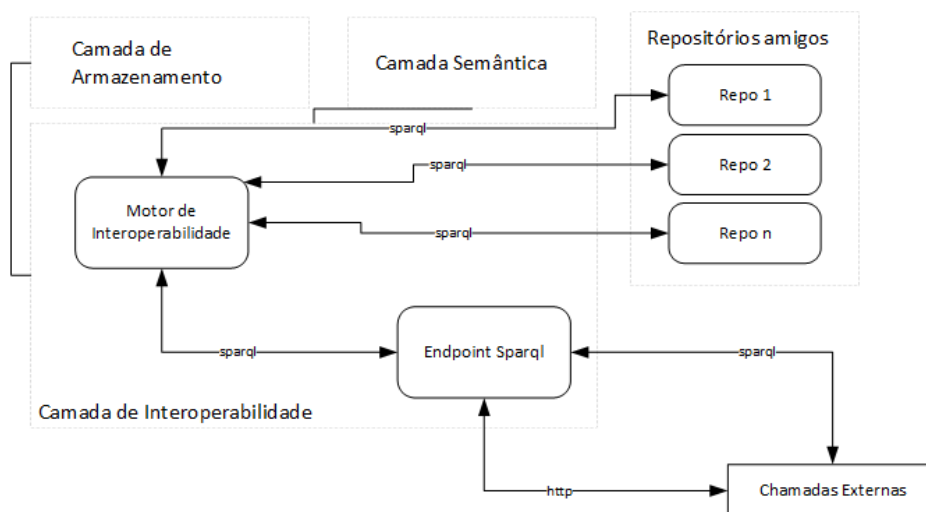 Camada de
Armazenamento
Camada Semântica
Repositórios amigos
Repo 1
sparql
Repo 2
sparql
Motor de
Interoperabilidade
Repo n
sparql
sparql
Endpoint Sparql
sparql
Camada de Interoperabilidade
http
Chamadas Externas